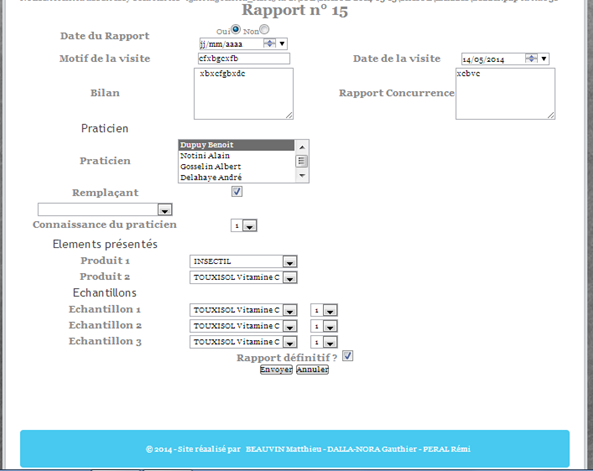 Rapport n° 15
Date du Rapport Oui Non
jj/mm/aaaa
Motif de la visite cfxbgcxfb Date de la visite 14/05/2014
Bilan xbxcfgbxdc Rapport Concurrence xcbvc
Praticien
Praticien Dupuy Benoit
Notini Alain
Gosselin Albert
Delahaye André
Remplaçant
Connaissance du praticien 1
Elements présentés
Produit 1 INSECTIL
Produit 2 TOUXISOL Vitamine C
Echantillons
Echantillon 1 TOUXISOL Vitamine C 1
Echantillon 2 TOUXISOL Vitamine C 1
Echantillon 3 TOUXISOL Vitamine C 1
Rapport définitif ?
Envoyer Annuler
© 2014 - Site réaalisé par BEAUVIN Matthieu - DALLA-NORA Gauthier - PERAL Rémi